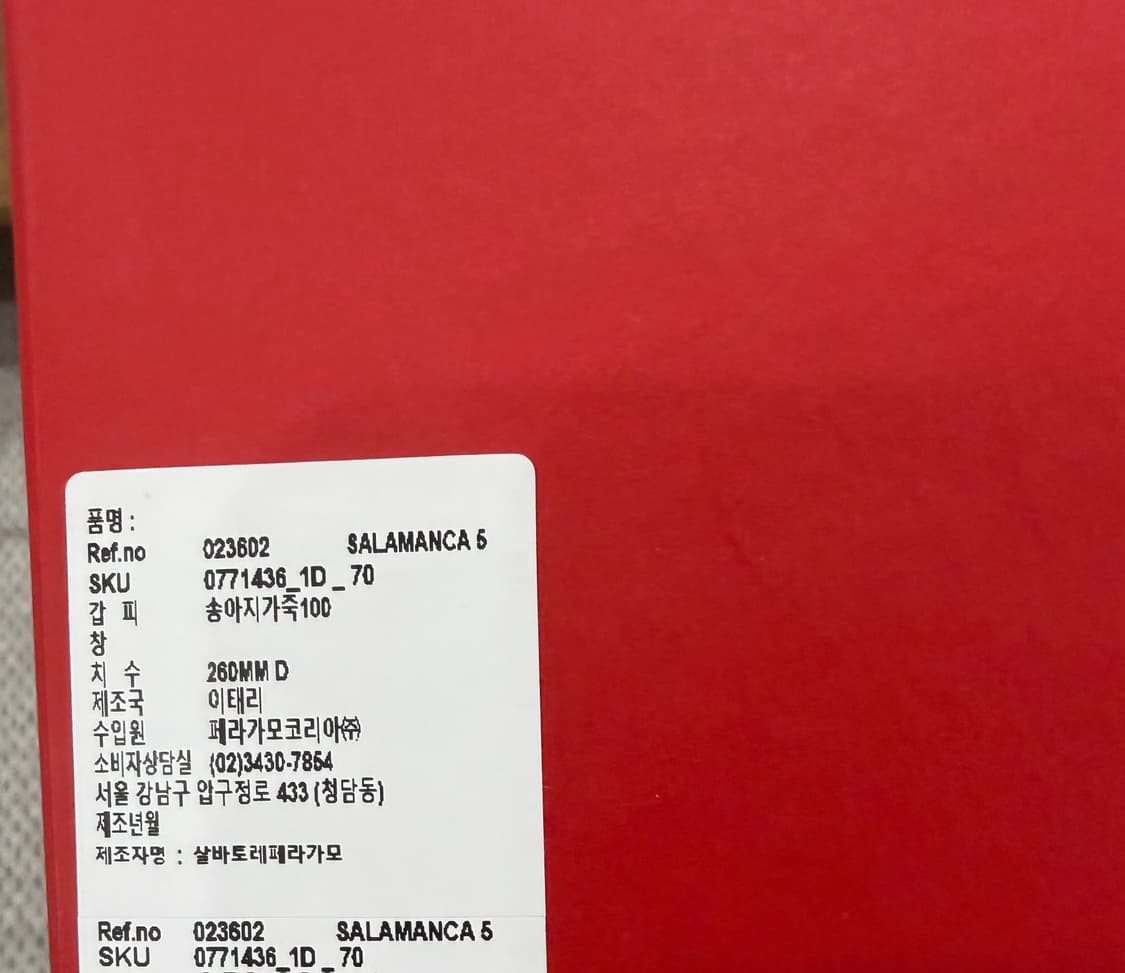 품명 :
Ref.no 023602 SALAMANCA 5
SKU 0771436_1D _ 70
갑 피 송아지가죽100
창
치 수 260MM D
제조국 이태리
수입원 페라가모코리아㈜
소비자상담실 (02)3430-7854
서울 강남구 압구정로 433 (청담동)
제조년월
제조자명 : 살바토레페라가모
Ref.no 023602 SALAMANCA 5
SKU 0771436_1D _ 70